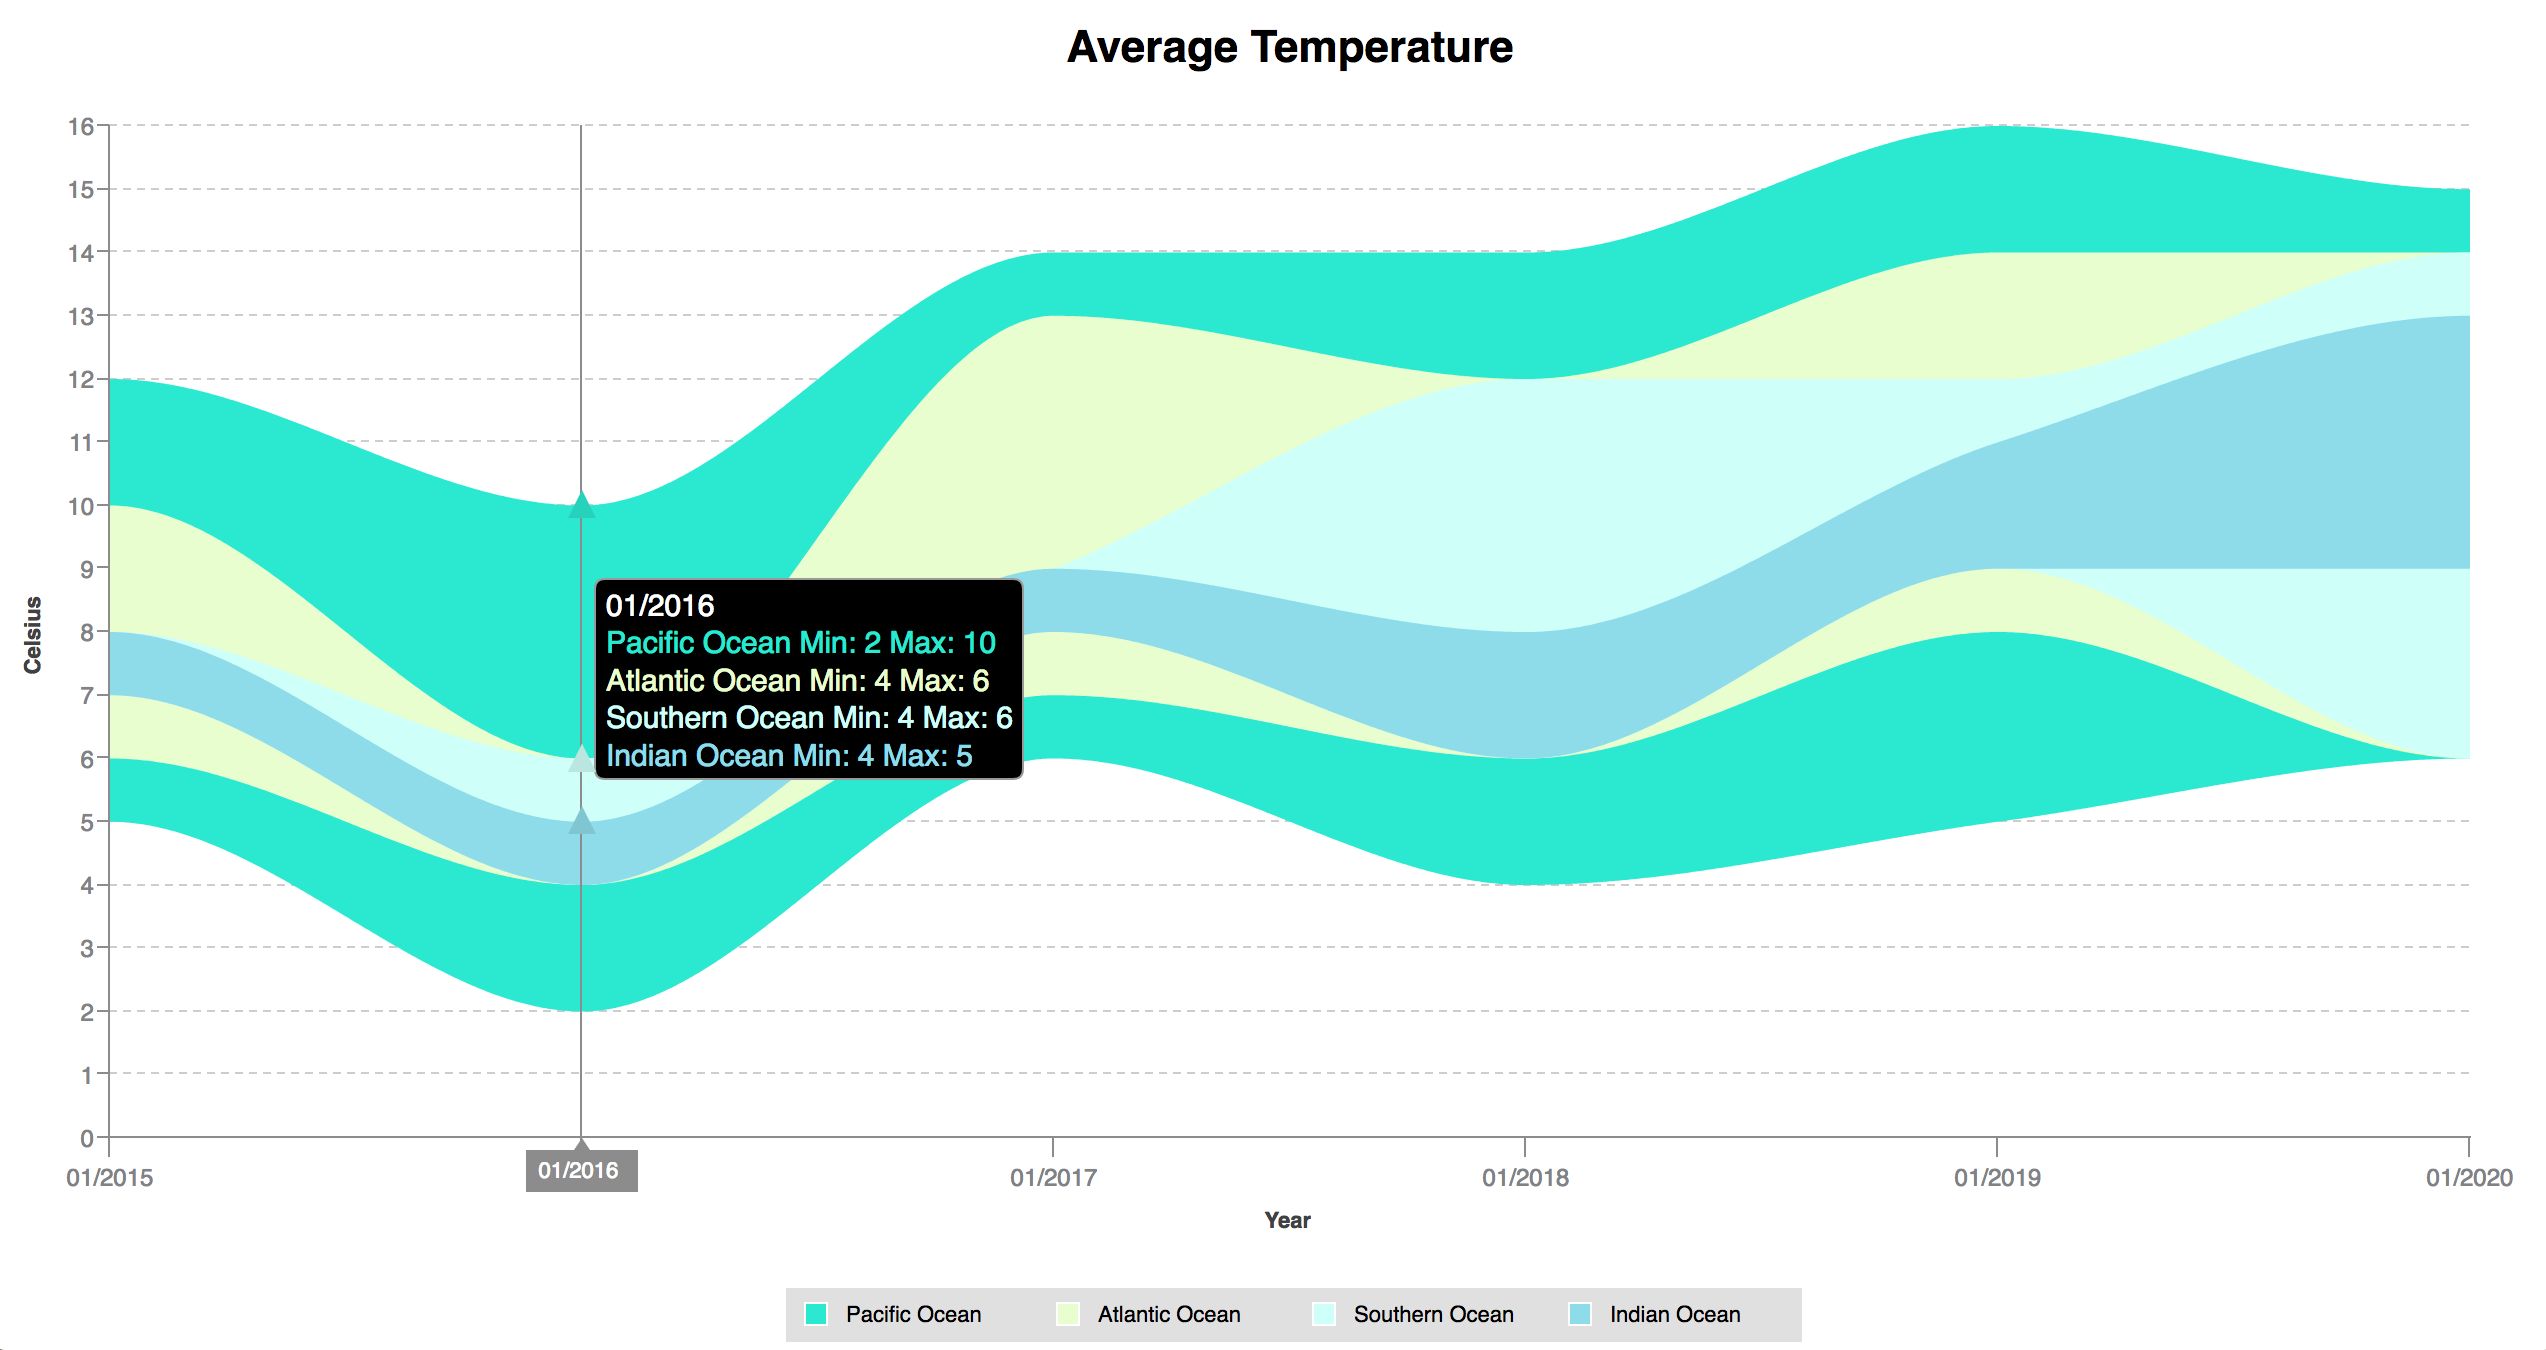 Average Temperature
16
15
14
13
12
11
10
9
8
7
6
5
4
3
2
1
0
Celsius
01/2016
Pacific Ocean Min: 2 Max: 10
Atlantic Ocean Min: 4 Max: 6
Southern Ocean Min: 4 Max: 6
Indian Ocean Min: 4 Max: 5
01/2015 01/2016 01/2017 01/2018 01/2019 01/2020
Year
Pacific Ocean Atlantic Ocean Southern Ocean Indian Ocean